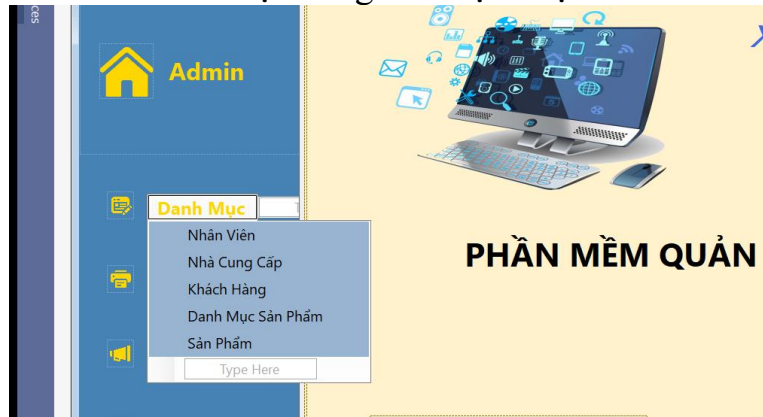 ces
Admin
Danh Mục
Nhân Viên
Nhà Cung Cấp
Khách Hàng
Danh Mục Sản Phẩm
Sản Phẩm
Type Here
PHẦN MỀM QUẢN